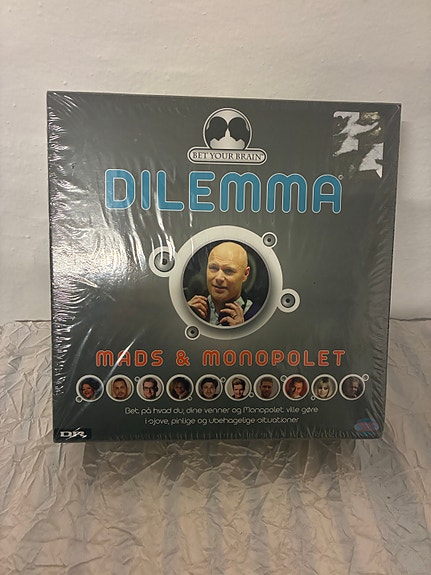 BET YOUR BRAIN®
DILEMMA
MADS & MONOPOLET
Bet på hvad du, dine venner og Monopolet ville gøre
i sjove, pinlige og ubehagelige situationer
DR